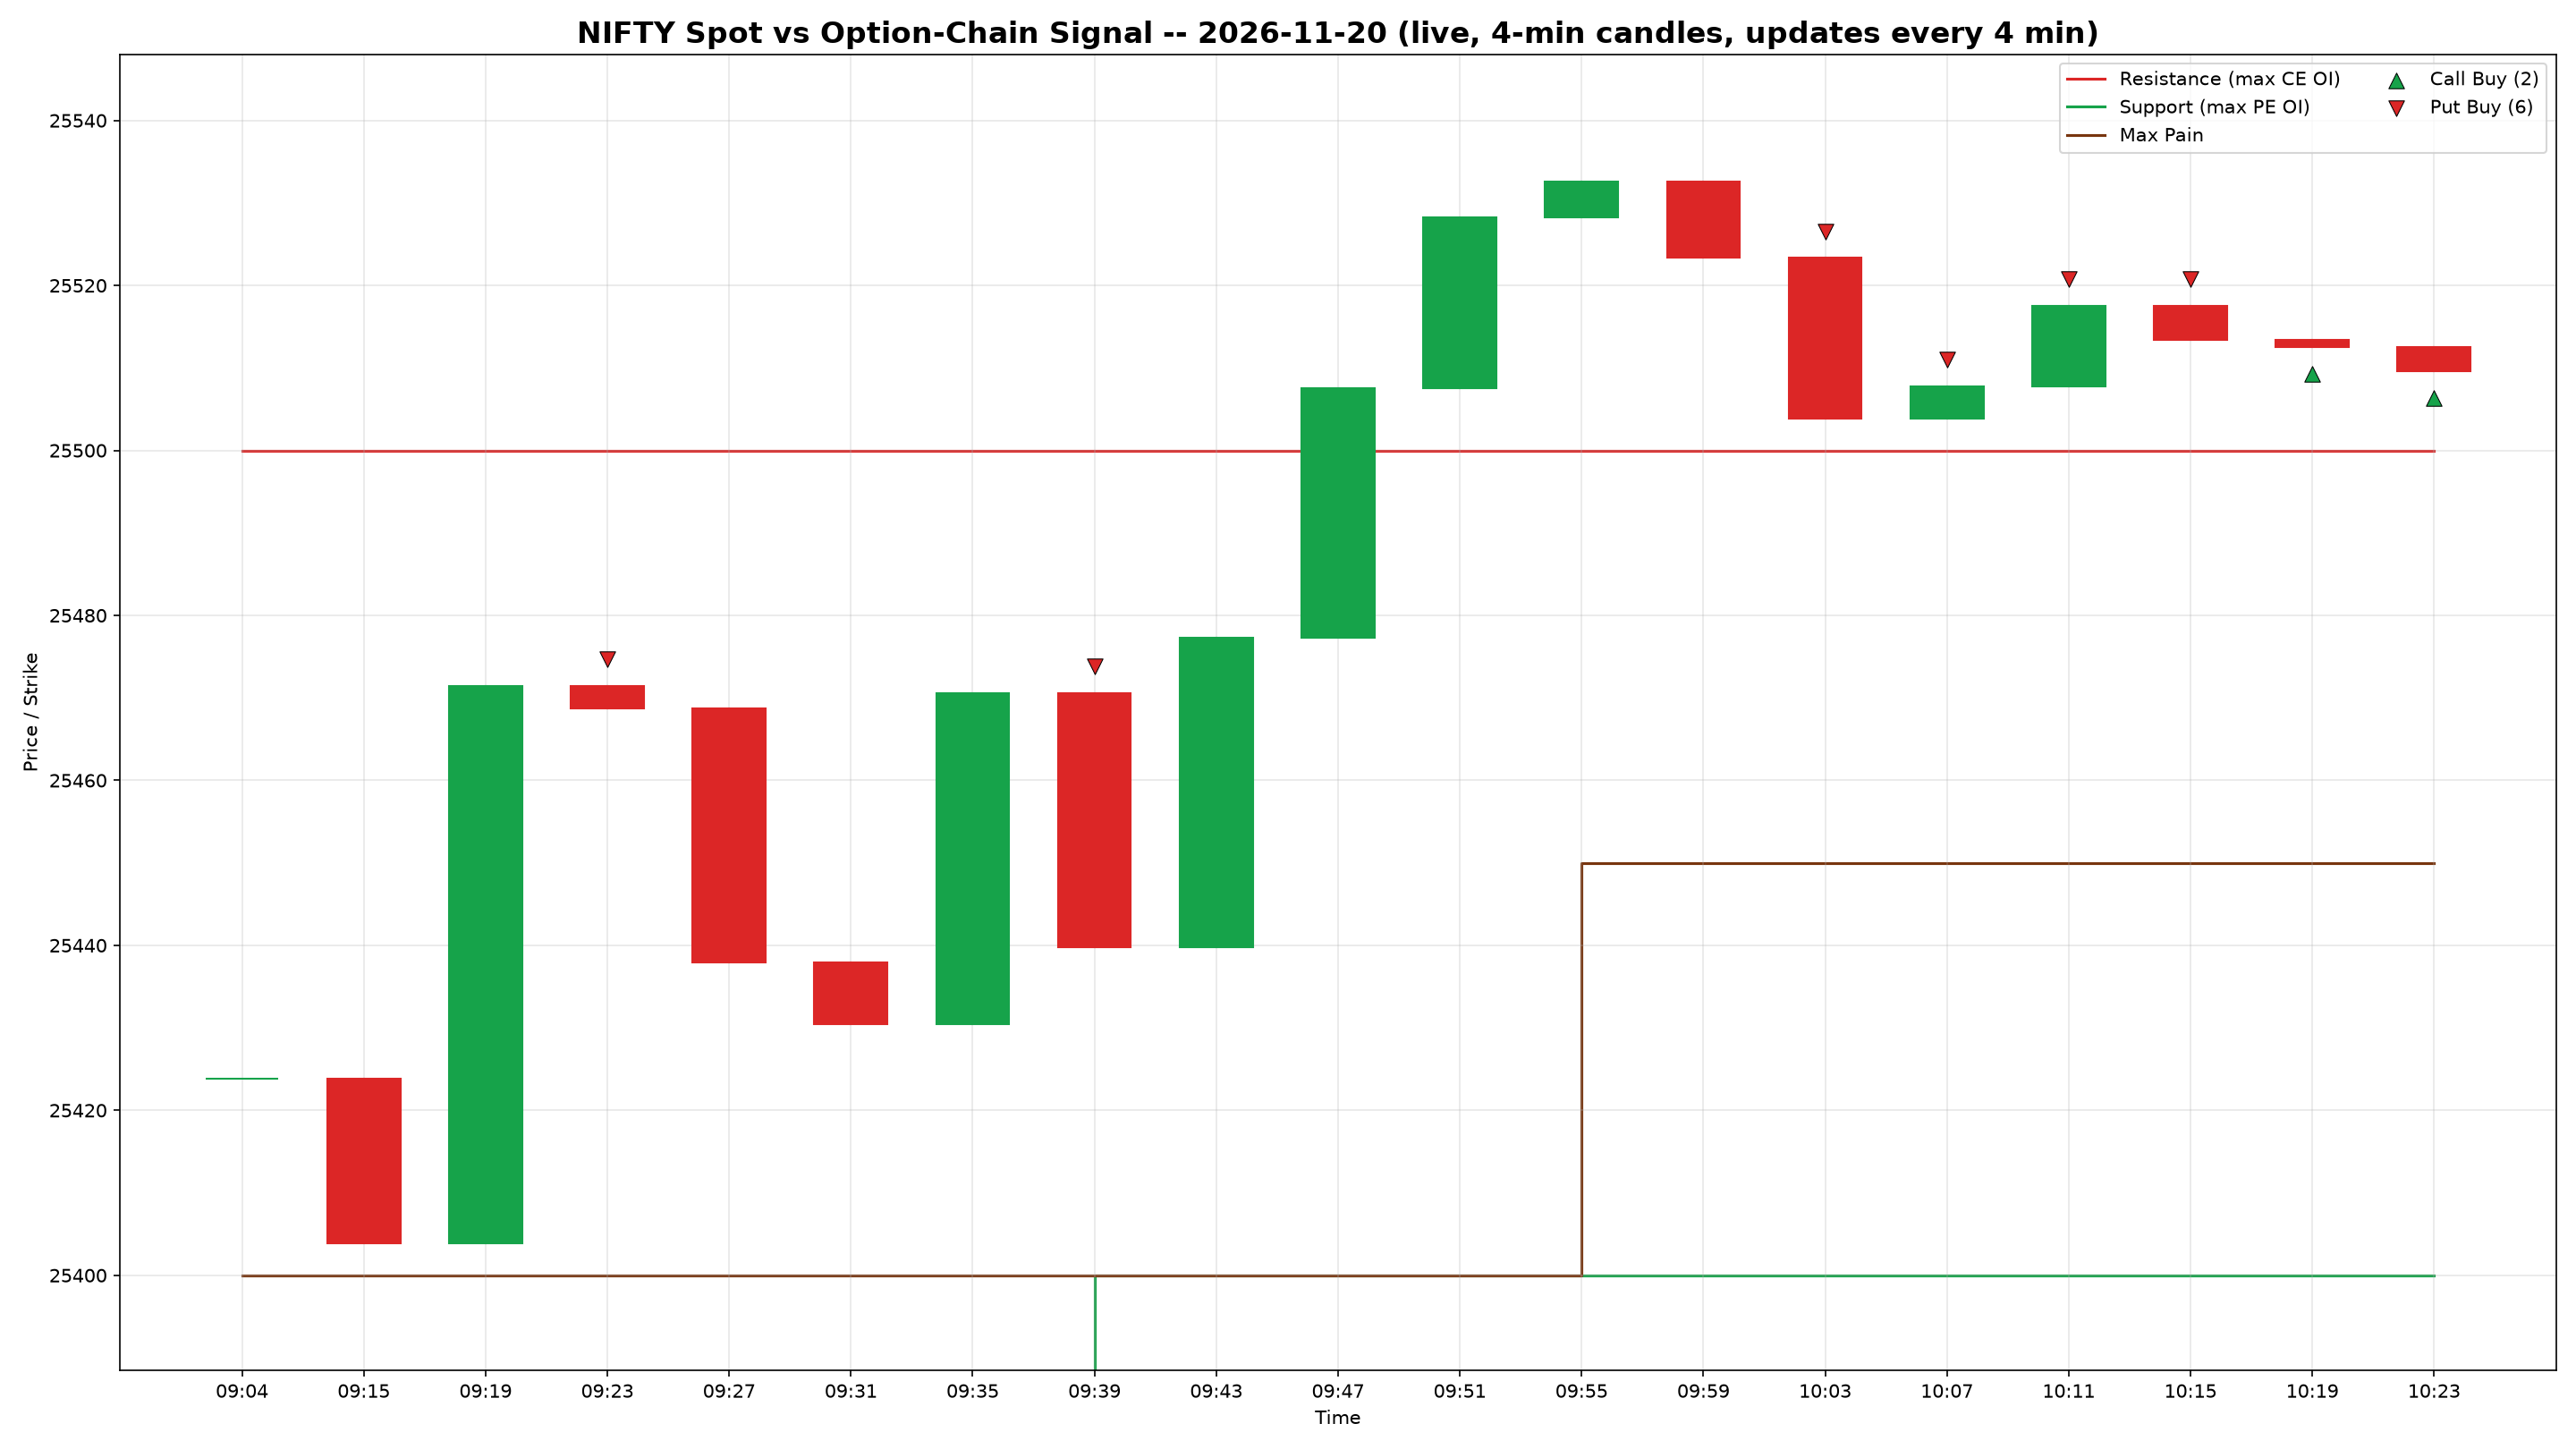 NIFTY Spot vs Option-Chain Signal -- 2026-11-20 (live, 4-min candles, updates every 4 min)
Resistance (max CE OI)
Support (max PE OI)
Max Pain
Call Buy (2)
Put Buy (6)
Price / Strike
25540
25520
25500
25480
25460
25440
25420
25400
09:04 09:15 09:19 09:23 09:27 09:31 09:35 09:39 09:43 09:47 09:51 09:55 09:59 10:03 10:07 10:11 10:15 10:19 10:23
Time